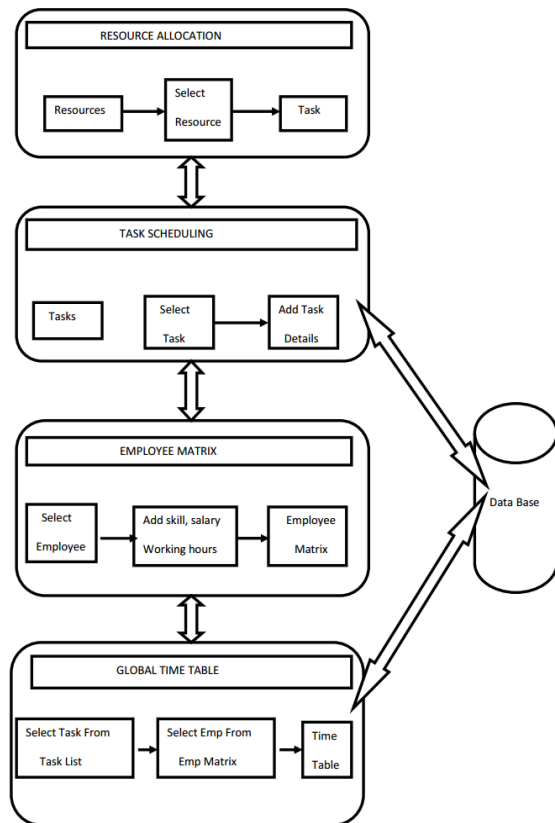 RESOURCE ALLOCATION
Resources
Select
Resource
Task
TASK SCHEDULING
Tasks
Select
Task
Add Task
Details
EMPLOYEE MATRIX
Select
Employee
Add skill, salary
Working hours
Employee
Matrix
Data Base
GLOBAL TIME TABLE
Select Task From
Task List
Select Emp From
Emp Matrix
Time
Table